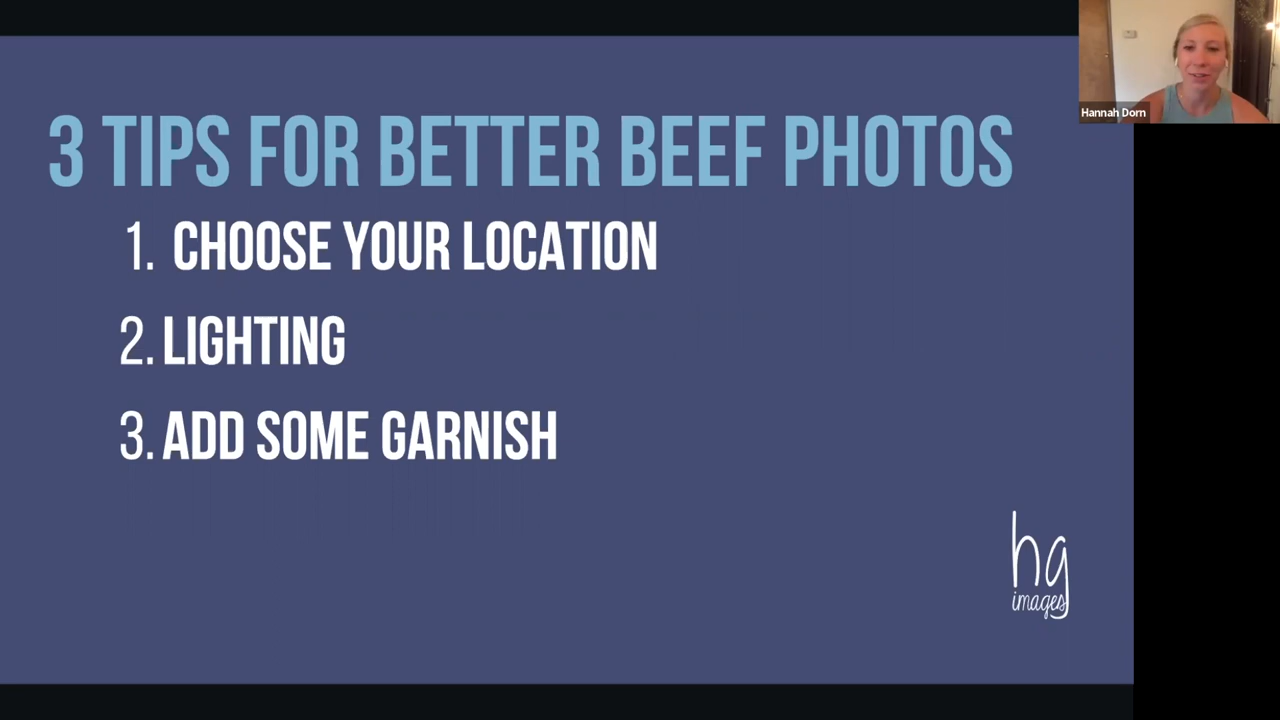 3 TIPS FOR BETTER BEEF PHOTOS
1. CHOOSE YOUR LOCATION
2. LIGHTING
3. ADD SOME GARNISH
hg
images
Hannah Dorn